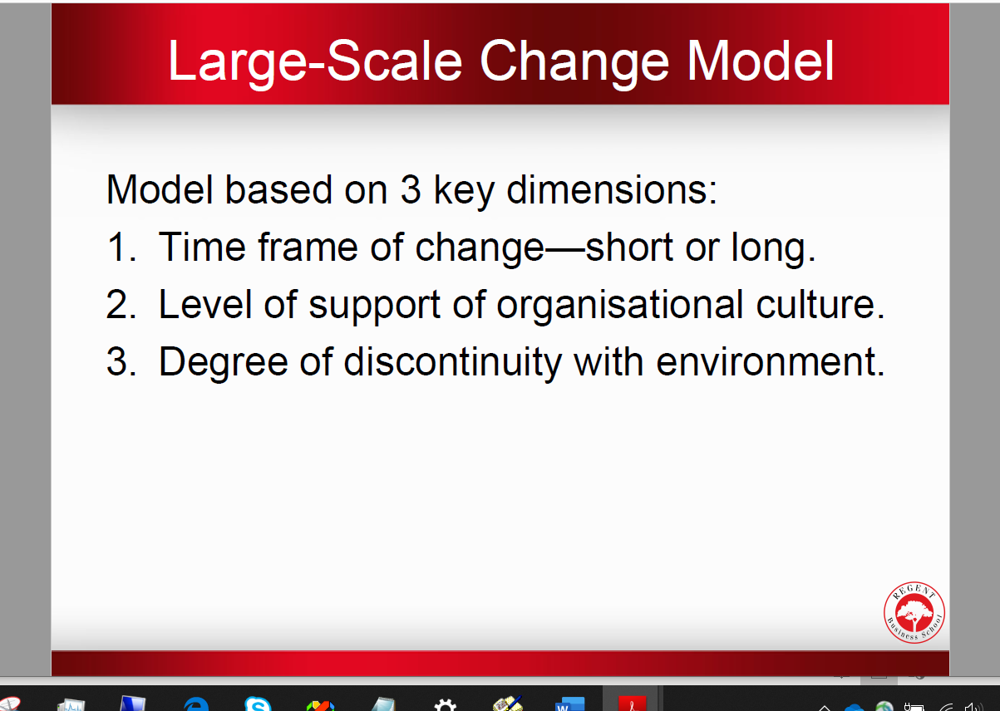 Large-Scale Change Model
Model based on 3 key dimensions:
1. Time frame of change—short or long.
2. Level of support of organisational culture.
3. Degree of discontinuity with environment.
REGENT
Business School